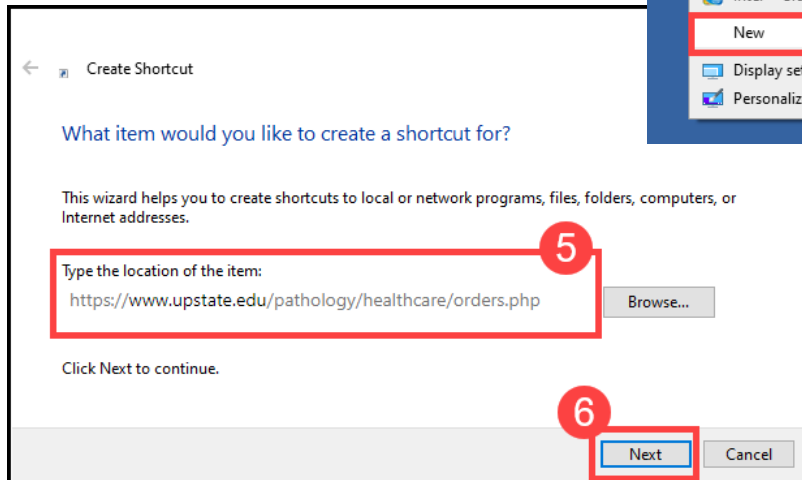 New
Display
Create Shortcut
What item would you like to create a shortcut for?
This wizard helps you to create shortcuts to local or network programs, files, folders, computers, or
Internet addresses.
5
Type the location of the item:
https://www.upstate.edu/pathology/healthcare/orders.php
Browse...
Click Next to continue.
6
Next
Cancel